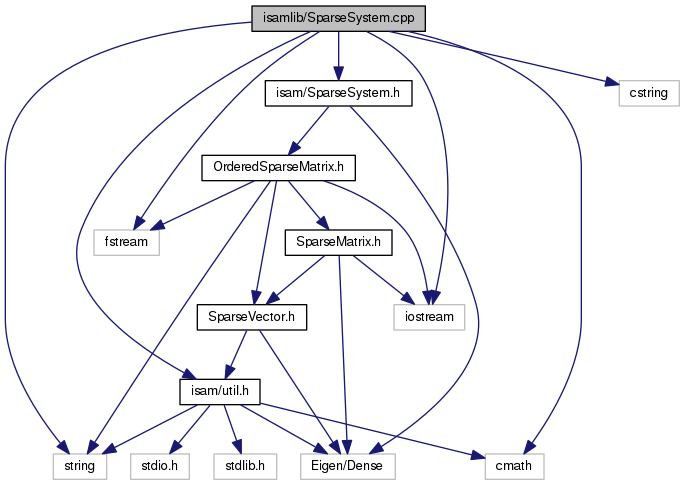 isamlib/SparseSystem.cpp
isam/SparseSystem.h
cstring
OrderedSparseMatrix.h
fstream
SparseMatrix.h
SparseVector.h
iostream
isam/util.h
string
stdio.h
stdlib.h
Eigen/Dense
cmath